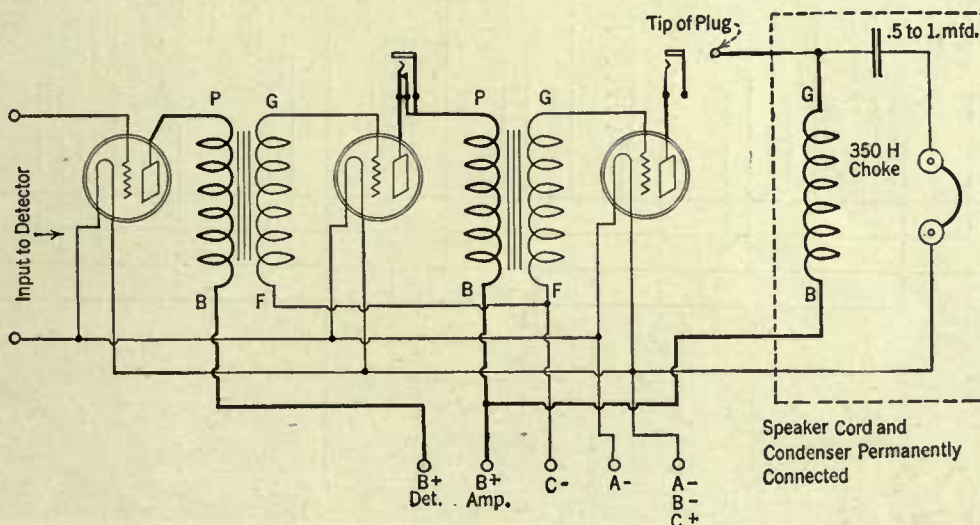 Tip of Plug
.5 to 1. mfd.
P
G
P
G
G
350 H
Choke
Input to Detector
B
F
B
F
B
B+
Det.
B+
Amp.
C-
A-
A-
B-
C+
Speaker Cord and
Condenser Permanently
Connected